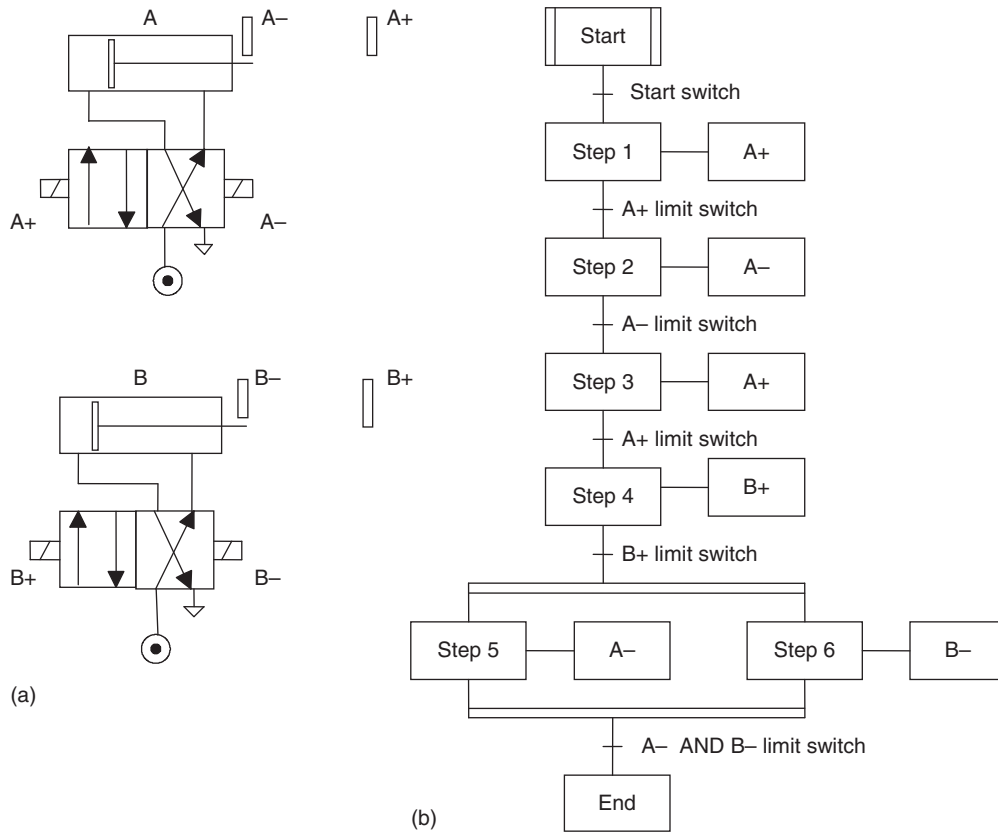 A
A–
A+
A+
A–
B
B–
B+
B+
B–
(a)
Start
Start switch
Step 1
A+
A+ limit switch
Step 2
A–
A– limit switch
Step 3
A+
A+ limit switch
Step 4
B+
B+ limit switch
Step 5
A–
Step 6
B–
A– AND B– limit switch
End
(b)